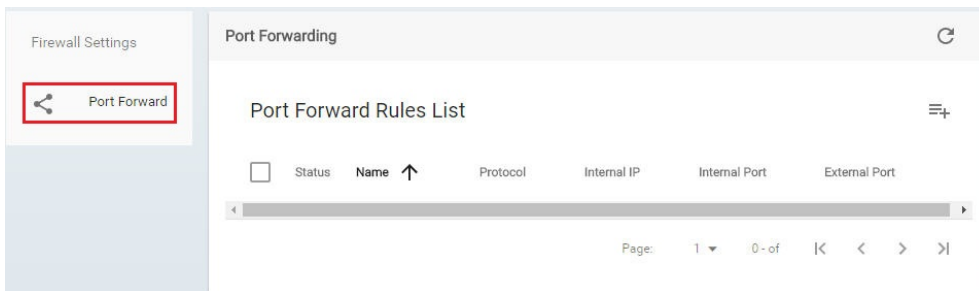 Firewall Settings
Port Forward
Port Forwarding
Port Forward Rules List
Status Name Protocol Internal IP Internal Port External Port
Page: 1 0 - of